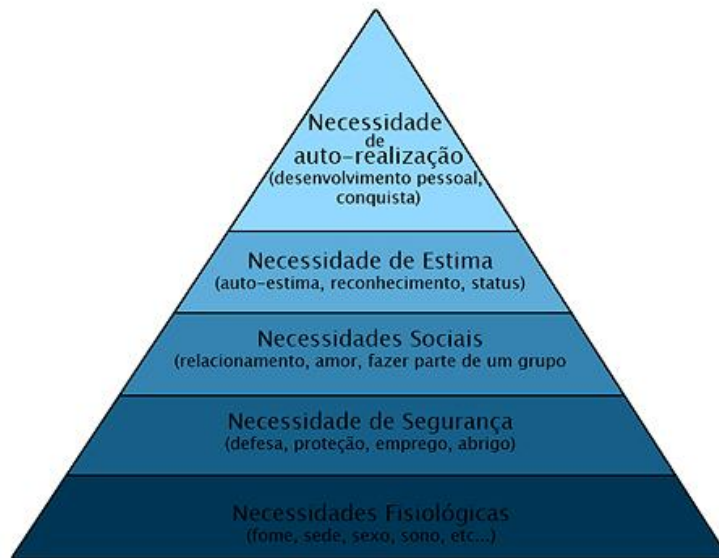 Necessidade
de
auto-realização
(desenvolvimento pessoal,
conquista)
Necessidade de Estima
(auto-estima, reconhecimento, status)
Necessidades Sociais
(relacionamento, amor, fazer parte de um grupo
Necessidade de Segurança
(defesa, proteção, emprego, abrigo)
Necessidades Fisiológicas
(fome, sede, sexo, sono, etc...)